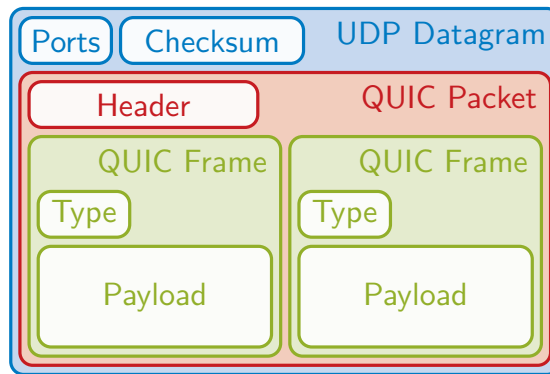 Ports Checksum UDP Datagram
Header QUIC Packet
QUIC Frame QUIC Frame
Type Type
Payload Payload